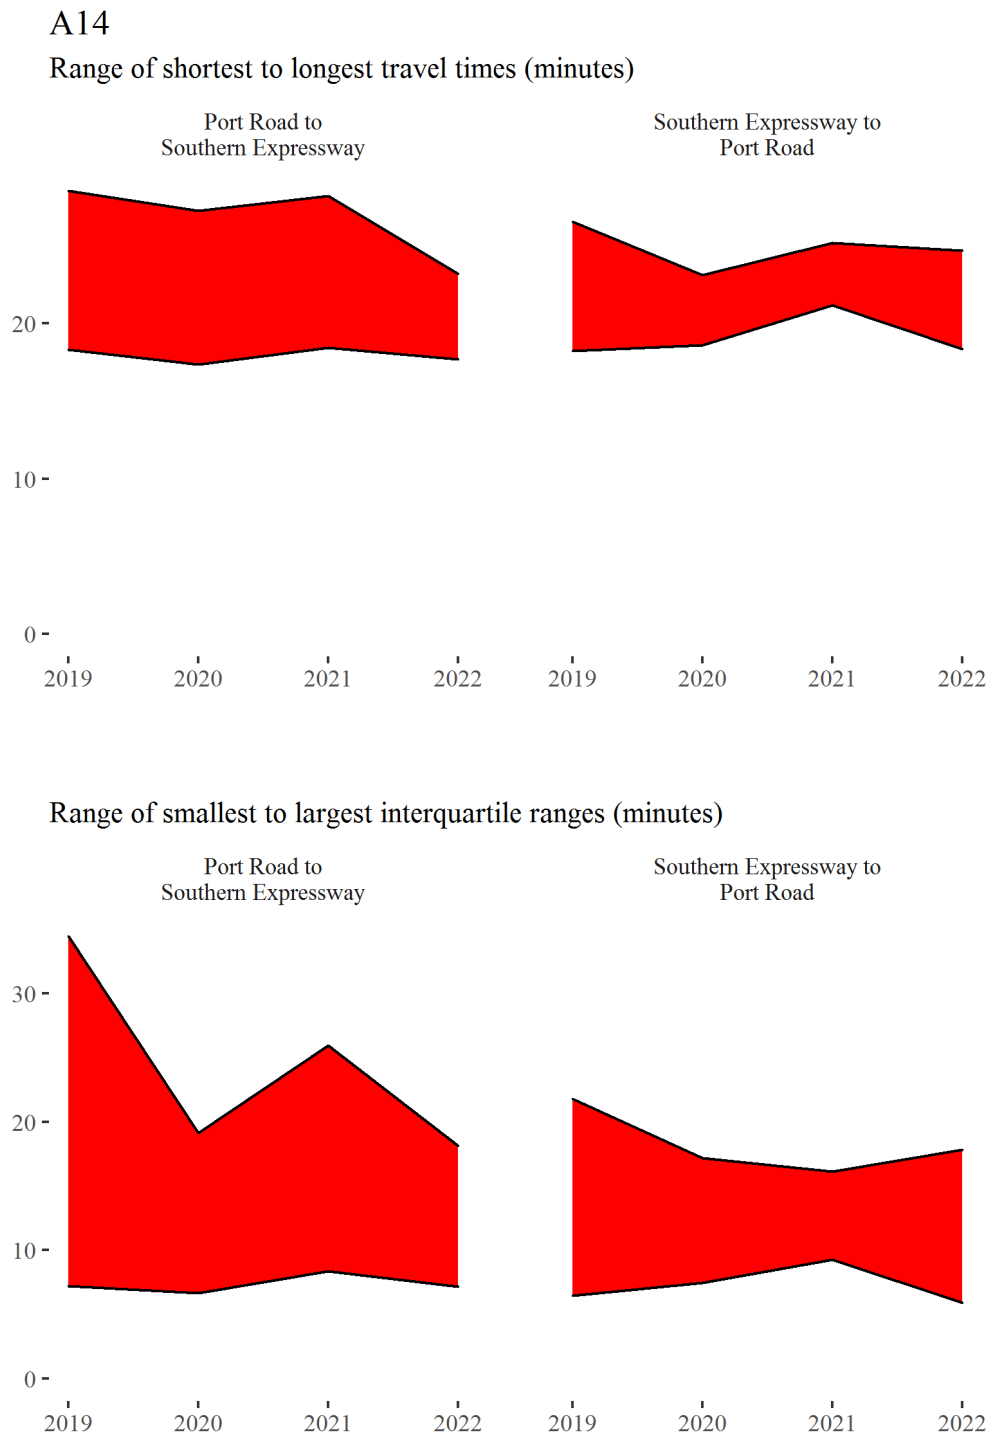 A14
Range of shortest to longest travel times (minutes)
Port Road to
Southern Expressway
Southern Expressway to
Port Road
20
10
0
2019 2020 2021 2022 2019 2020 2021 2022
Range of smallest to largest interquartile ranges (minutes)
Port Road to
Southern Expressway
Southern Expressway to
Port Road
30
20
10
0
2019 2020 2021 2022 2019 2020 2021 2022